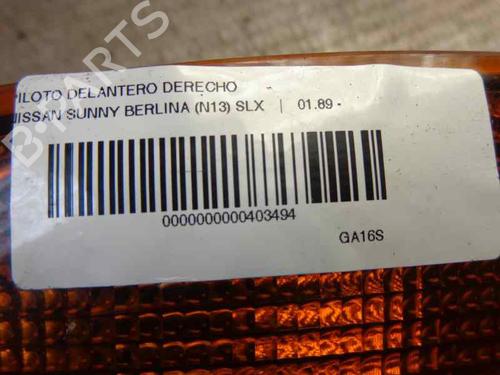 PILOTO DELANTERO DERECHO
NISSAN SUNNY BERLINA (N13) SLX | 01.89 -
0000000000403494
GA16S
B-PARTS